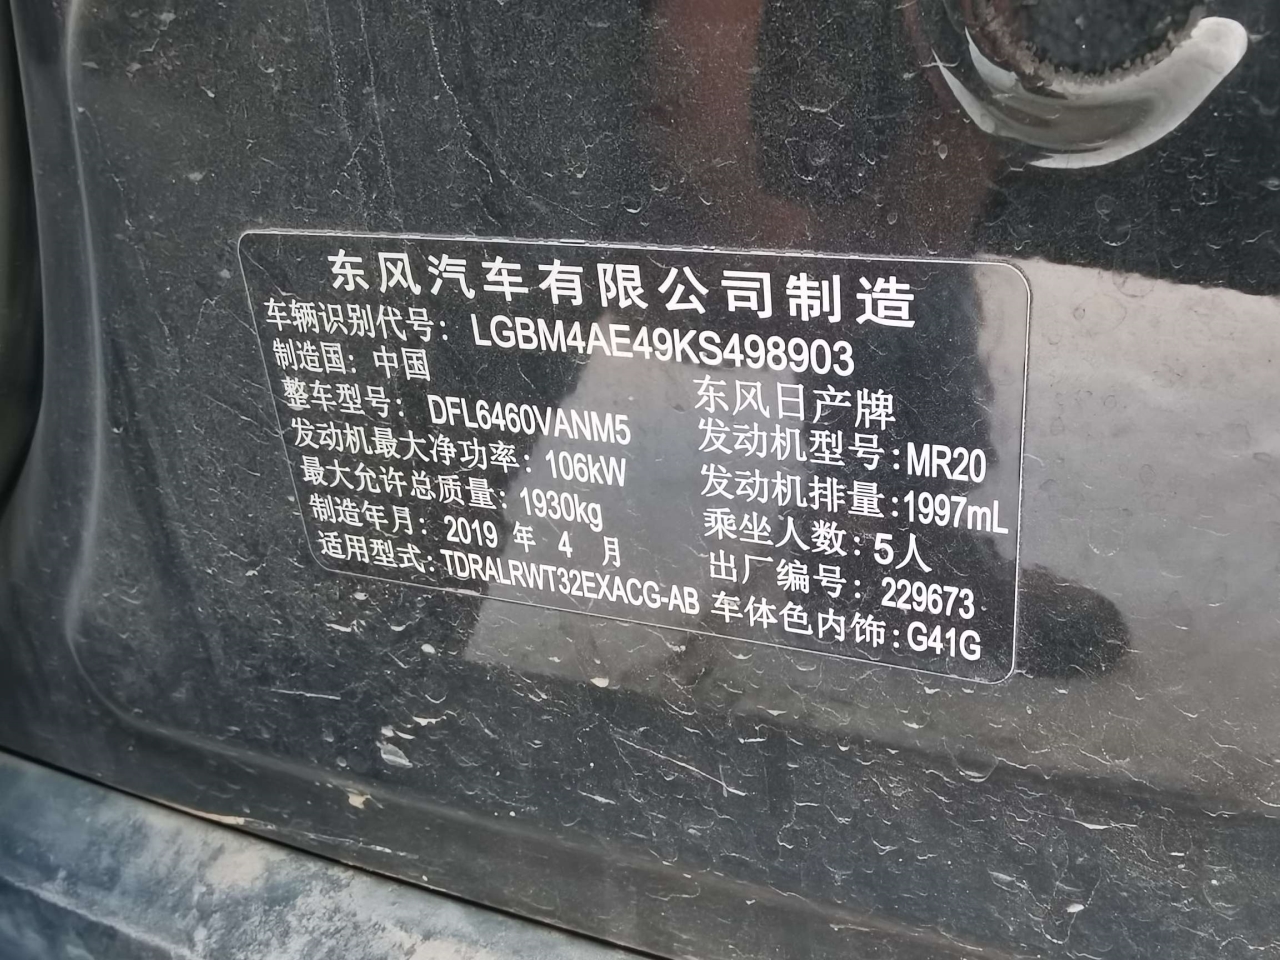 东风汽车有限公司制造
车辆识别代号: LGBM4AE49KS498903
制造国: 中国 东风日产牌
整车型号: DFL6460VANM5 发动机型号:MR20
发动机最大净功率: 106kW 发动机排量:1997mL
最大允许总质量: 1930kg 乘坐人数: 5人
制造年月: 2019 年 4 月 出厂编号: 229673
适用型式:TDRALRWT32EXACG-AB 车体色内饰:G41G